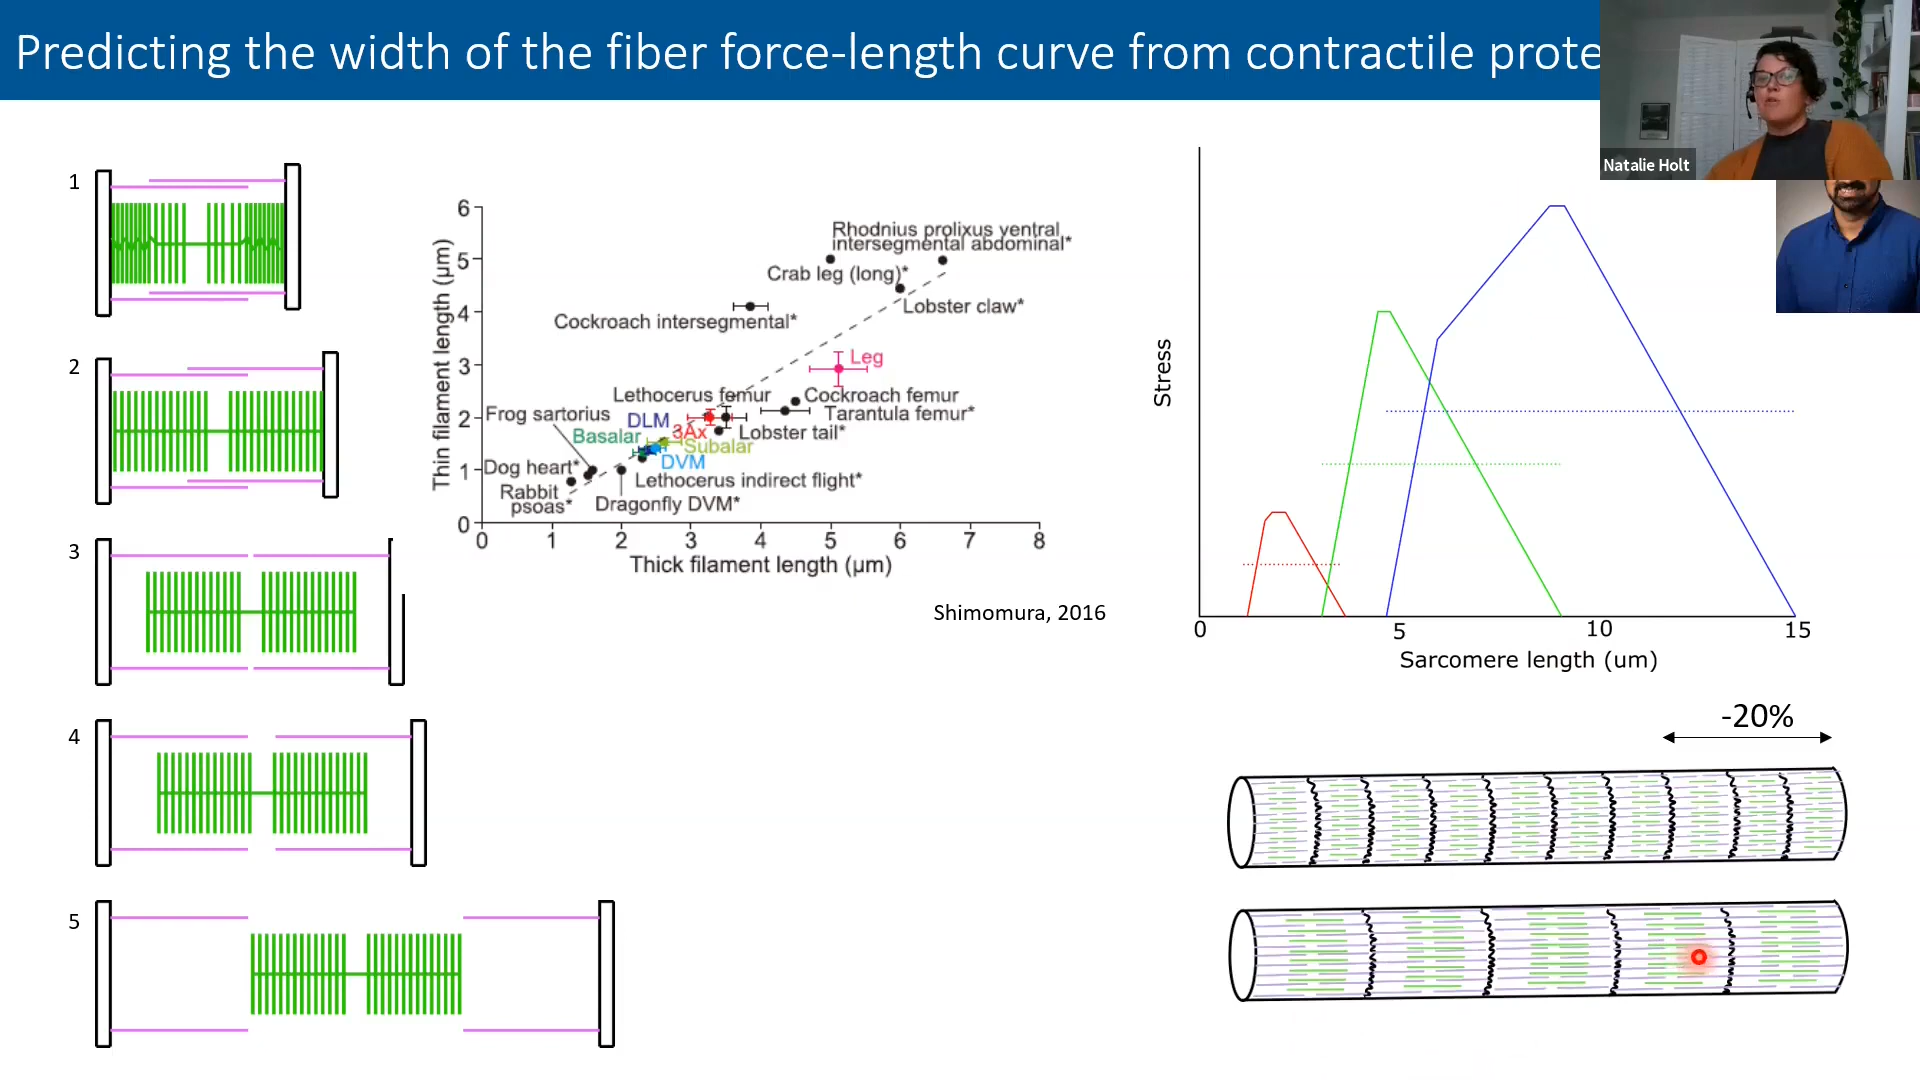 Predicting the width of the fiber force-length curve from contractile prote
Natalie Holt
1
2
3
4
5
Thin filament length (µm)
6
5
4
3
2
1
0
0 1 2 3 4 5 6 7 8
Thick filament length (µm)
Rhodnius prolixus ventral
intersegmental abdominal*
Crab leg (long)*
Lobster claw*
Cockroach intersegmental*
Leg
Lethocerus femur
Cockroach femur
Frog sartorius
DLM
Tarantula femur*
3Ax
Lobster tail*
Basalar
Subalar
DVM
Dog heart*
Lethocerus indirect flight*
Rabbit
psoas*
Dragonfly DVM*
Shimomura, 2016
Stress
0 5 10 15
Sarcomere length (um)
-20%